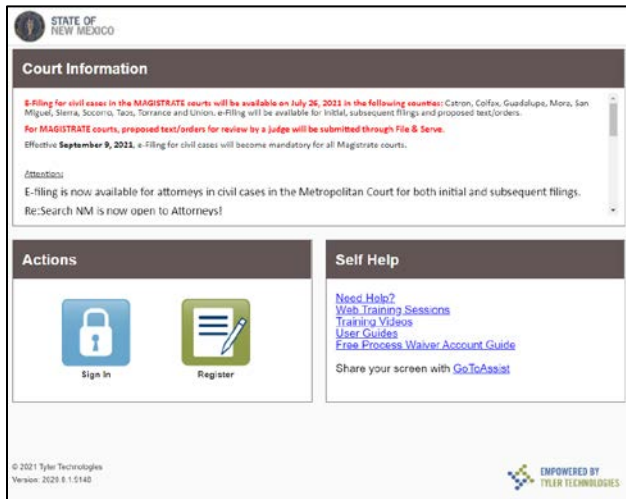 STATE OF
NEW MEXICO
Court Information
E-Filing for civil cases in the MAGISTRATE courts will be available on July 26, 2021 in the following counties: Catron, Colfax, Guadalupe, Mora, San
Miguel, Sierra, Socorro, Taos, Torrance and Union. e-Filing will be available for initial, subsequent filings and proposed text/orders.
For MAGISTRATE courts, proposed text/orders for review by a judge will be submitted through File & Serve.
Effective September 9, 2021, e-Filing for civil cases will become mandatory for all Magistrate courts.
Attention:
E-filing is now available for attorneys in civil cases in the Metropolitan Court for both initial and subsequent filings.
Re:Search NM is now open to Attorneys!
Actions
Sign In
Register
Self Help
Need Help?
Web Training Sessions
Training Videos
User Guides
Free Process Waiver Account Guide
Share your screen with GoToAssist
© 2021 Tyler Technologies
Version: 2020.0.1.5140
EMPOWERED BY
TYLER TECHNOLOGIES